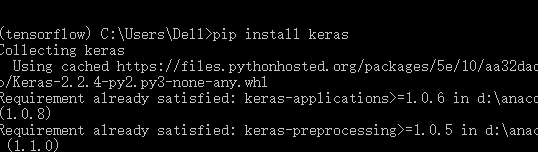 (tensorflow) C:\Users\Dell>pip install keras
Collecting keras
Using cached https://files.pythonhosted.org/packages/5e/10/aa32dad
o/Keras-2.2.4-py2.py3-none-any.whl
Requirement already satisfied: keras-applications>=1.0.6 in d:\anaco
(1.0.8)
Requirement already satisfied: keras-preprocessing>=1.0.5 in d:\anac
(1.1.0)